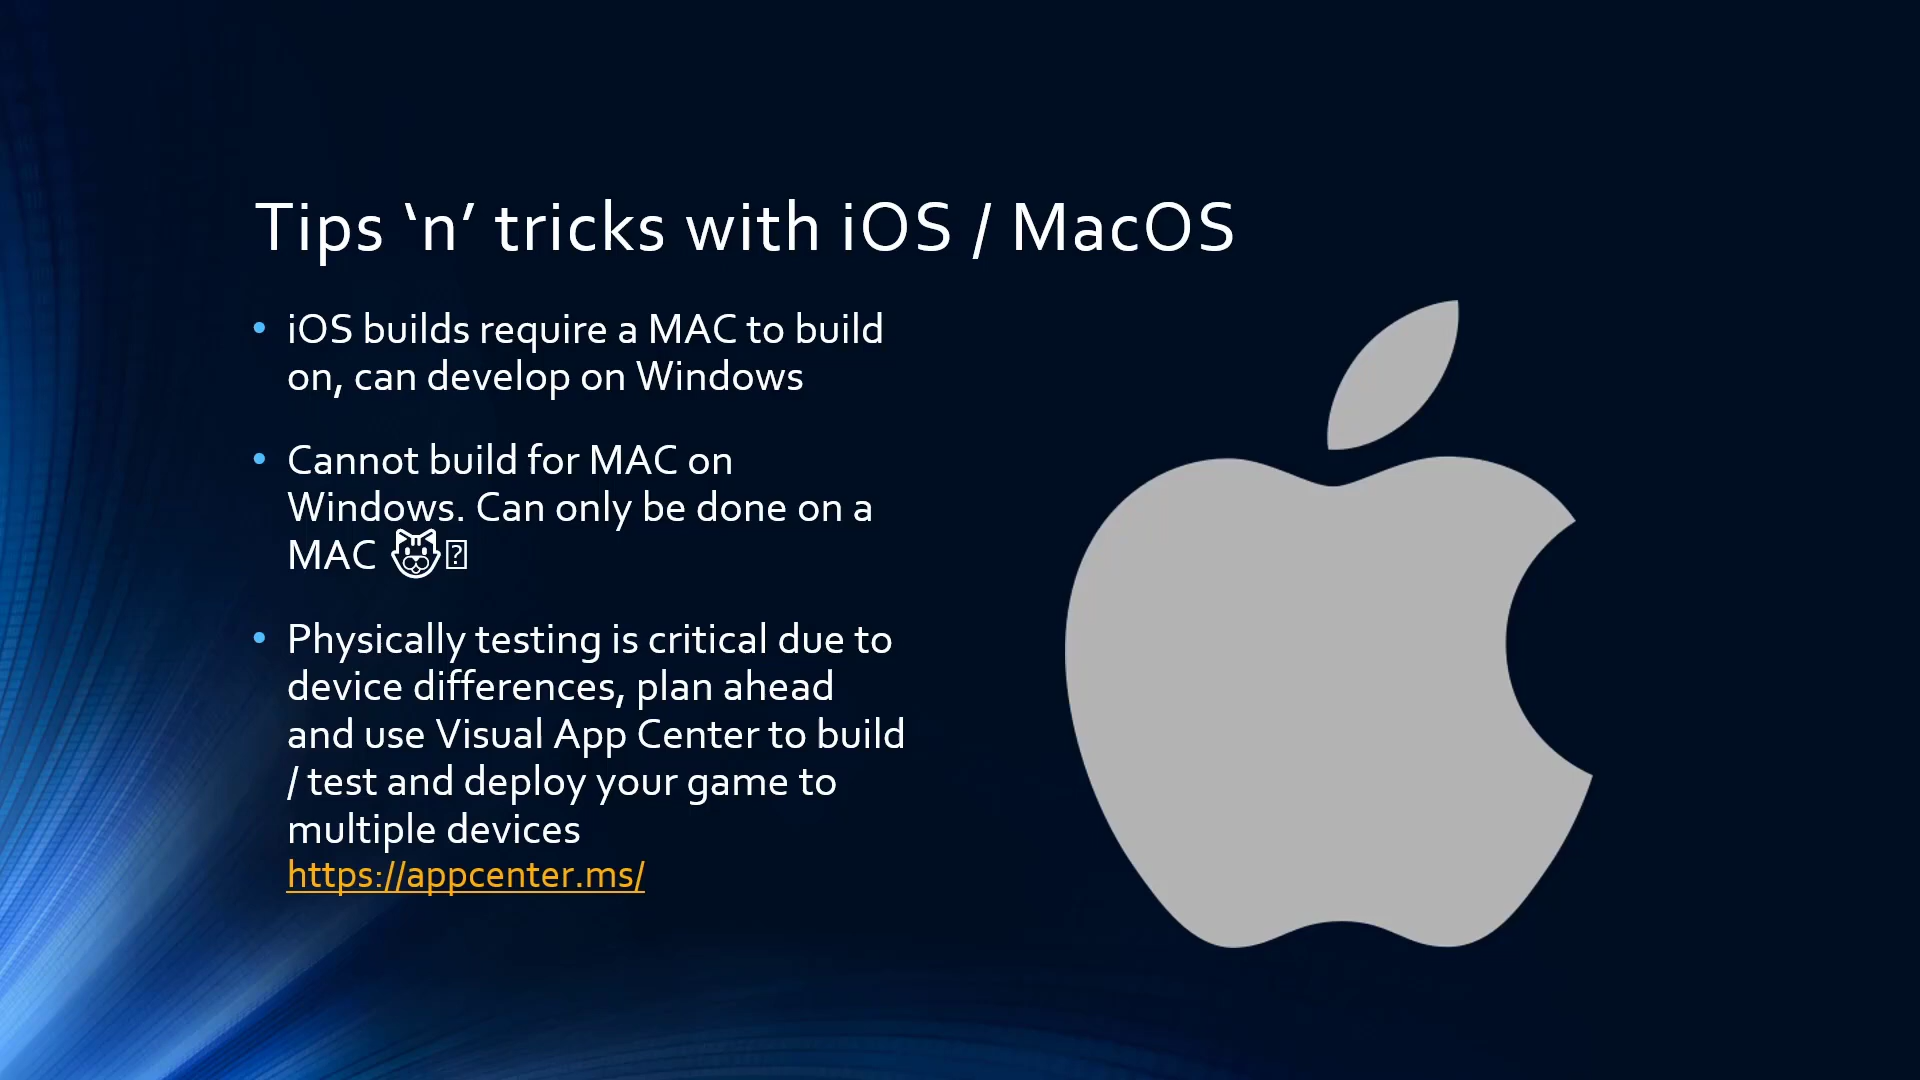 Tips ‘n’ tricks with iOS / MacOS
• iOS builds require a MAC to build
on, can develop on Windows
• Cannot build for MAC on
Windows. Can only be done on a
MAC 🐱
• Physically testing is critical due to
device differences, plan ahead
and use Visual App Center to build
/ test and deploy your game to
multiple devices
https://appcenter.ms/